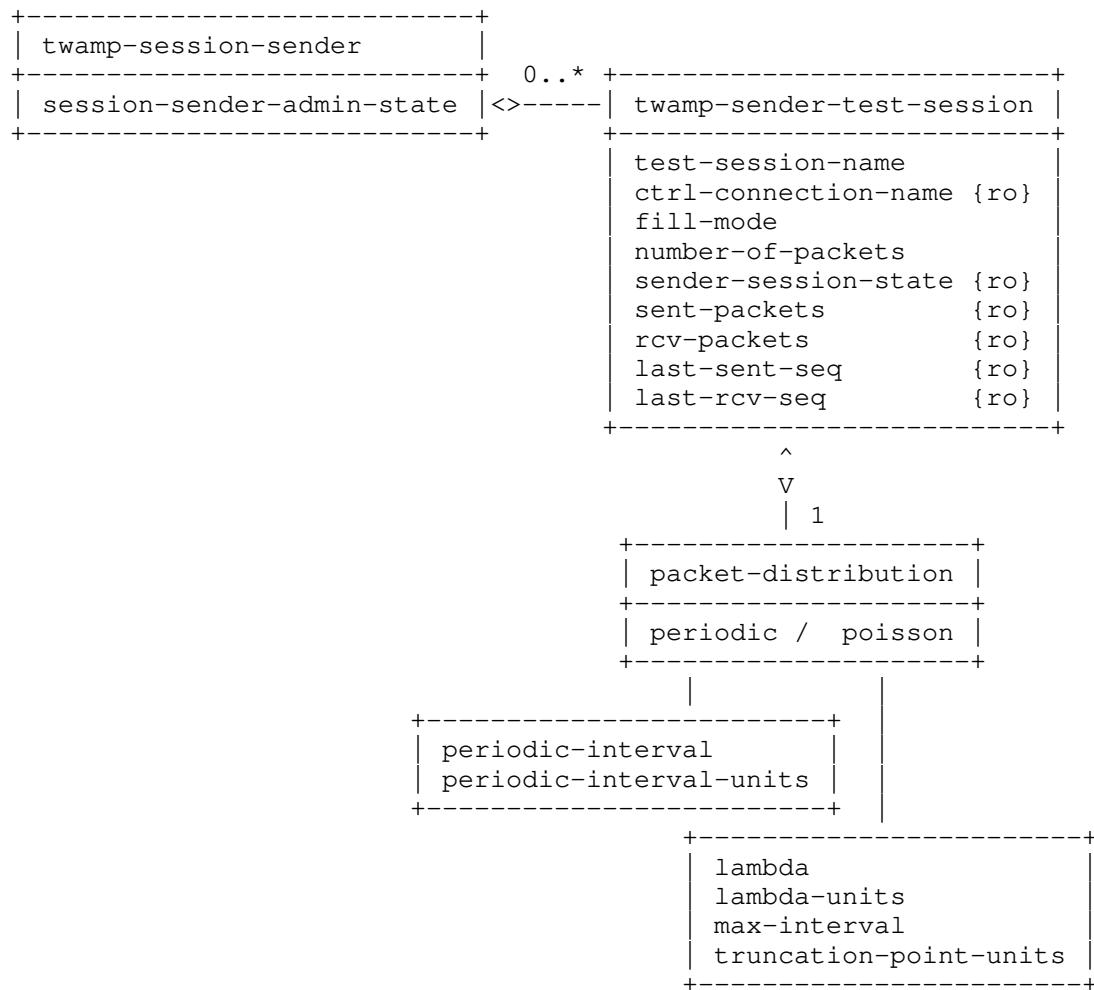 twamp-session-sender
0..*
session-sender-admin-state <>----- twamp-sender-test-session
test-session-name
ctrl-connection-name {ro}
fill-mode
number-of-packets
sender-session-state {ro}
sent-packets {ro}
rcv-packets {ro}
last-sent-seq {ro}
last-rcv-seq {ro}
^
V
| 1
packet-distribution
periodic / poisson
periodic-interval
periodic-interval-units
lambda
lambda-units
max-interval
truncation-point-units